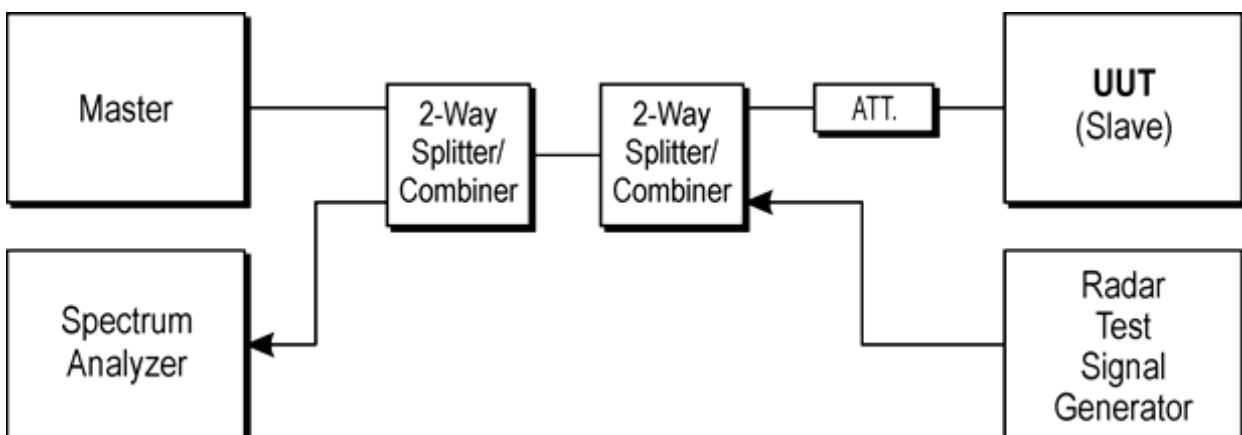 Master
2-Way
Splitter/
Combiner
2-Way
Splitter/
Combiner
ATT.
UUT
(Slave)
Spectrum
Analyzer
Radar
Test
Signal
Generator